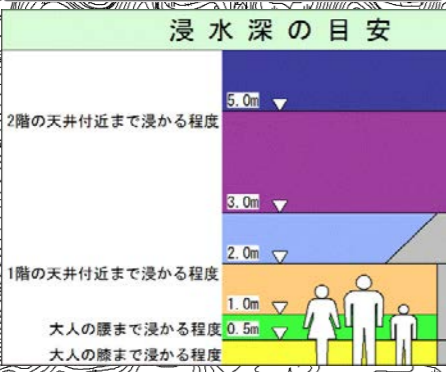 浸水深の目安
5.0m
2階の天井付近まで浸かる程度
3.0m
2.0m
1階の天井付近まで浸かる程度
1.0m
大人の腰まで浸かる程度
0.5m
大人の膝まで浸かる程度